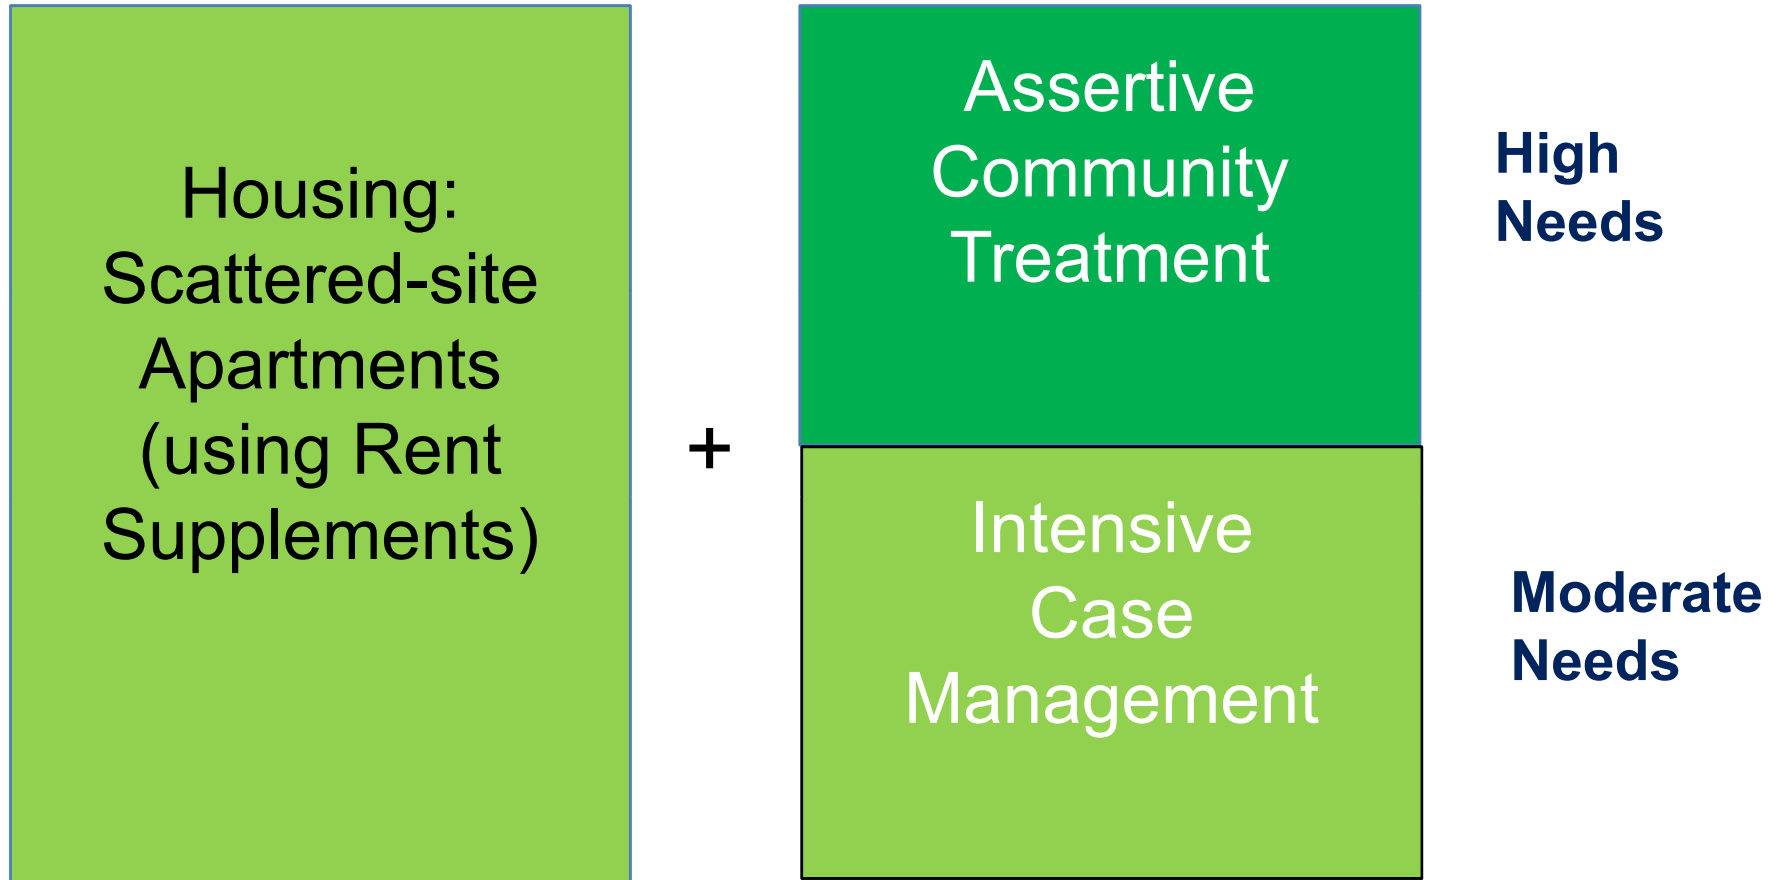 Housing:
Scattered-site
Apartments
(using Rent
Supplements)
+
Assertive
Community
Treatment
High
Needs
Intensive
Case
Management
Moderate
Needs